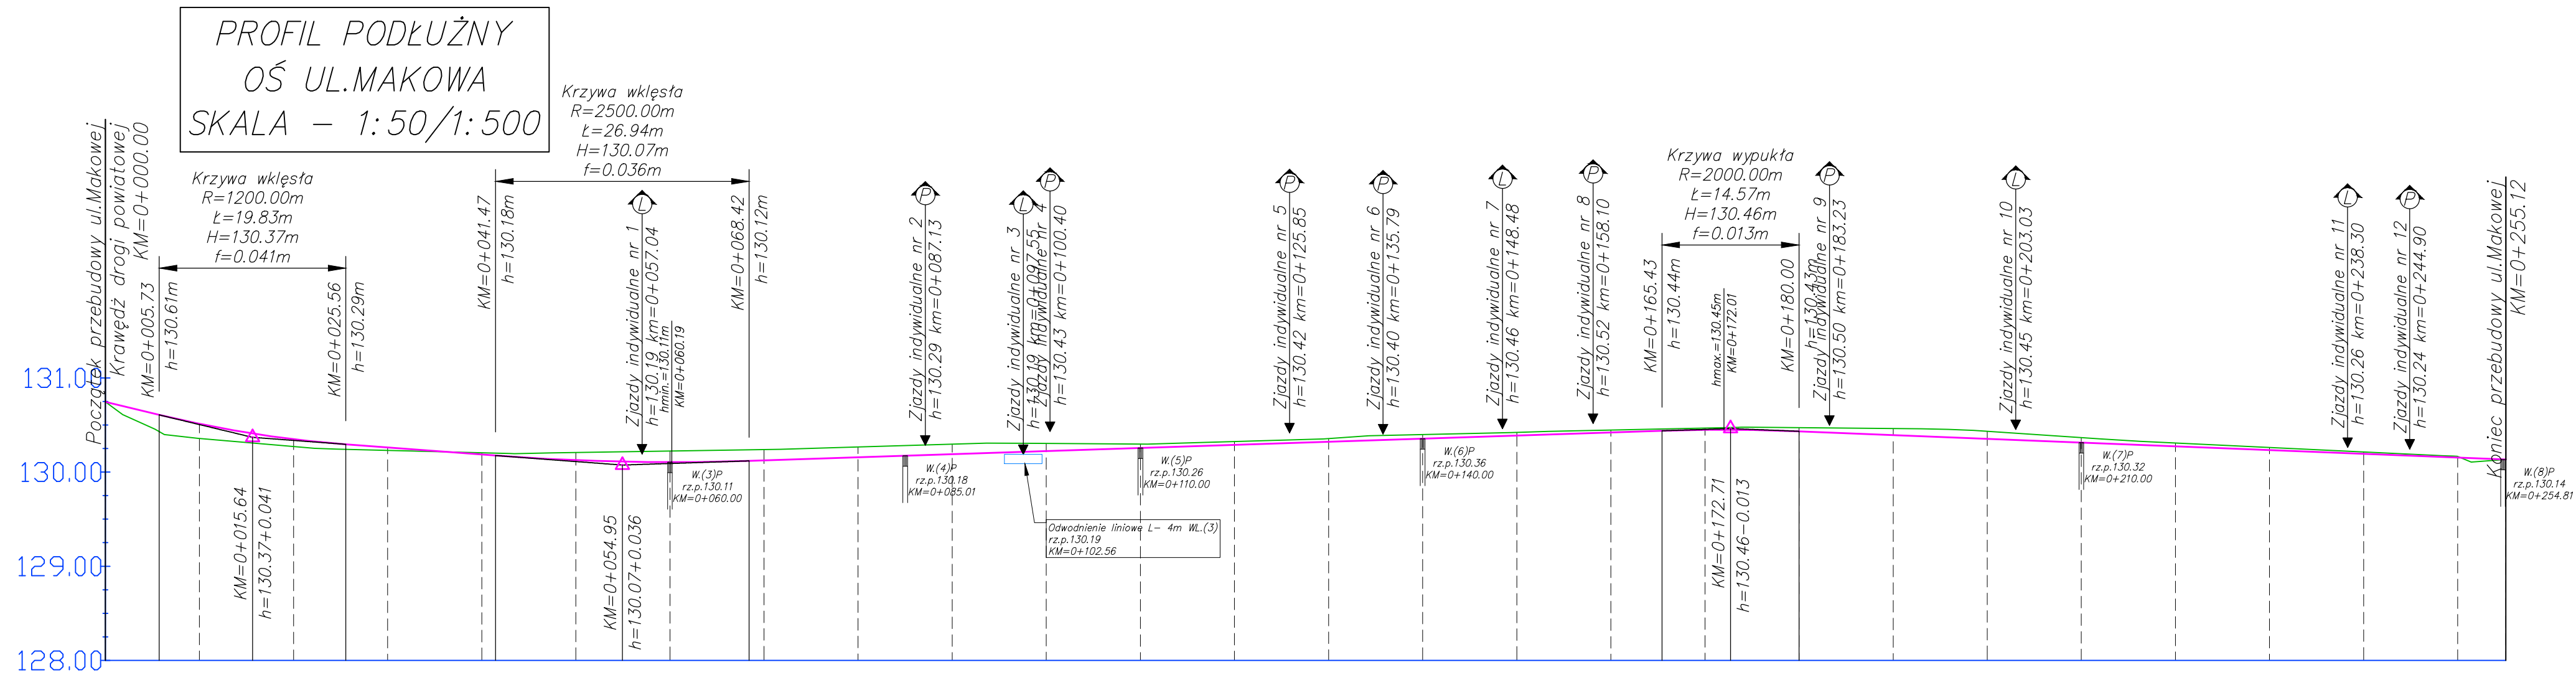 PROFIL PODŁUŻNY
OŚ UL.MAKOWA
SKALA - 1:50/1:500
Początek przebudowy ul.Makowej
Krawędź drogi powiatowej
KM=0+000.00
Krzywa wklęsła
R=1200.00m
Ł=19.83m
H=130.37m
f=0.041m
KM=0+005.73
h=130.61m
KM=0+025.56
h=130.29m
KM=0+015.64
h=130.37+0.041
Krzywa wklęsła
R=2500.00m
Ł=26.94m
H=130.07m
f=0.036m
KM=0+041.47
h=130.18m
KM=0+068.42
h=130.12m
KM=0+054.95
h=130.07+0.036
Zjazdy indywidualne nr 1
h=130.19 km=0+057.04
hmin.=130.11m
KM=0+060.19
W.(3)P
rz.p.130.11
KM=0+060.00
Zjazdy indywidualne nr 2
h=130.29 km=0+087.13
W.(4)P
rz.p.130.18
KM=0+085.01
Zjazdy indywidualne nr 3
h=130.19 km=0+097.55
Zjazdy indywidualne nr 4
h=130.43 km=0+100.40
Odwodnienie liniowe L- 4m WL.(3)
rz.p.130.19
KM=0+102.56
W.(5)P
rz.p.130.26
KM=0+110.00
Zjazdy indywidualne nr 5
h=130.42 km=0+125.85
Zjazdy indywidualne nr 6
h=130.40 km=0+135.79
W.(6)P
rz.p.130.36
KM=0+140.00
Zjazdy indywidualne nr 7
h=130.46 km=0+148.48
Zjazdy indywidualne nr 8
h=130.52 km=0+158.10
Krzywa wypukła
R=2000.00m
Ł=14.57m
H=130.46m
f=0.013m
KM=0+165.43
h=130.44m
hmax.=130.45m
KM=0+172.01
KM=0+180.00
h=130.43m
KM=0+172.71
h=130.46-0.013
Zjazdy indywidualne nr 9
h=130.50 km=0+183.23
Zjazdy indywidualne nr 10
h=130.45 km=0+203.03
W.(7)P
rz.p.130.32
KM=0+210.00
Zjazdy indywidualne nr 11
h=130.26 km=0+238.30
Zjazdy indywidualne nr 12
h=130.24 km=0+244.90
Koniec przebudowy ul.Makowej
KM=0+255.12
W.(8)P
rz.p.130.14
KM=0+254.81
L
P
L
P
P
P
L
P
P
L
L
P
131.00
130.00
129.00
128.00